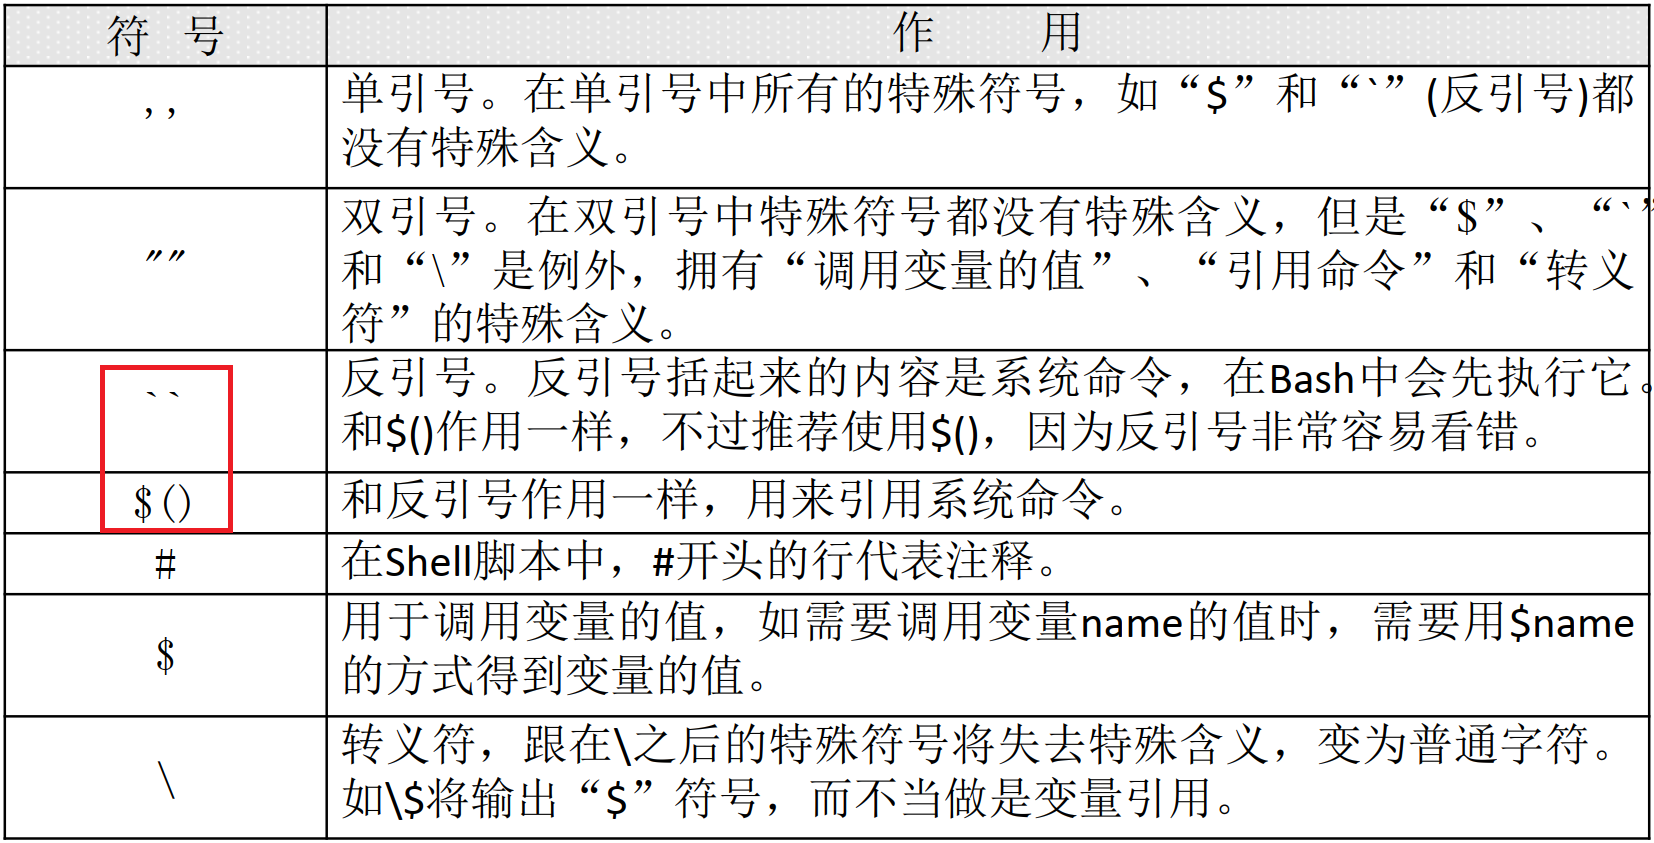 符 号 作 用
' ' 单引号。在单引号中所有的特殊符号，如“$”和“`”(反引号)都
没有特殊含义。
"" 双引号。在双引号中特殊符号都没有特殊含义，但是“$”、“`”
和“\”是例外，拥有“调用变量的值”、“引用命令”和“转义
符”的特殊含义。
`` 反引号。反引号括起来的内容是系统命令，在Bash中会先执行它。
和$()作用一样，不过推荐使用$()，因为反引号非常容易看错。
$() 和反引号作用一样，用来引用系统命令。
# 在Shell脚本中，#开头的行代表注释。
$ 用于调用变量的值，如需要调用变量name的值时，需要用$name
的方式得到变量的值。
\ 转义符，跟在\之后的特殊符号将失去特殊含义，变为普通字符。
如\$将输出“$”符号，而不当做是变量引用。